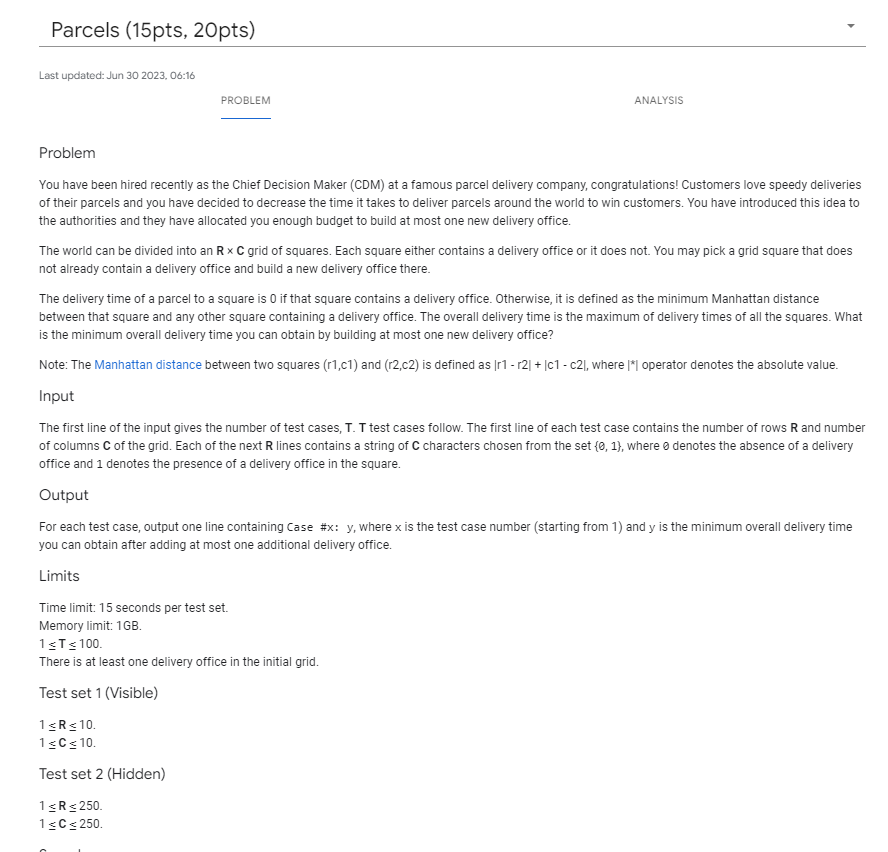 Parcels (15pts, 20pts)
Last updated: Jun 30 2023, 06:16
PROBLEM
ANALYSIS
Problem
You have been hired recently as the Chief Decision Maker (CDM) at a famous parcel delivery company, congratulations! Customers love speedy deliveries
of their parcels and you have decided to decrease the time it takes to deliver parcels around the world to win customers. You have introduced this idea to
the authorities and they have allocated you enough budget to build at most one new delivery office.
The world can be divided into an R × C grid of squares. Each square either contains a delivery office or it does not. You may pick a grid square that does
not already contain a delivery office and build a new delivery office there.
The delivery time of a parcel to a square is 0 if that square contains a delivery office. Otherwise, it is defined as the minimum Manhattan distance
between that square and any other square containing a delivery office. The overall delivery time is the maximum of delivery times of all the squares. What
is the minimum overall delivery time you can obtain by building at most one new delivery office?
Note: The Manhattan distance between two squares (r1,c1) and (r2,c2) is defined as |r1 - r2| + |c1 - c2|, where |*| operator denotes the absolute value.
Input
The first line of the input gives the number of test cases, T. T test cases follow. The first line of each test case contains the number of rows R and number
of columns C of the grid. Each of the next R lines contains a string of C characters chosen from the set {0, 1}, where 0 denotes the absence of a delivery
office and 1 denotes the presence of a delivery office in the square.
Output
For each test case, output one line containing Case #x: y, where x is the test case number (starting from 1) and y is the minimum overall delivery time
you can obtain after adding at most one additional delivery office.
Limits
Time limit: 15 seconds per test set.
Memory limit: 1GB.
1 ≤ T ≤ 100.
There is at least one delivery office in the initial grid.
Test set 1 (Visible)
1 ≤ R ≤ 10.
1 ≤ C ≤ 10.
Test set 2 (Hidden)
1 ≤ R ≤ 250.
1 ≤ C ≤ 250.